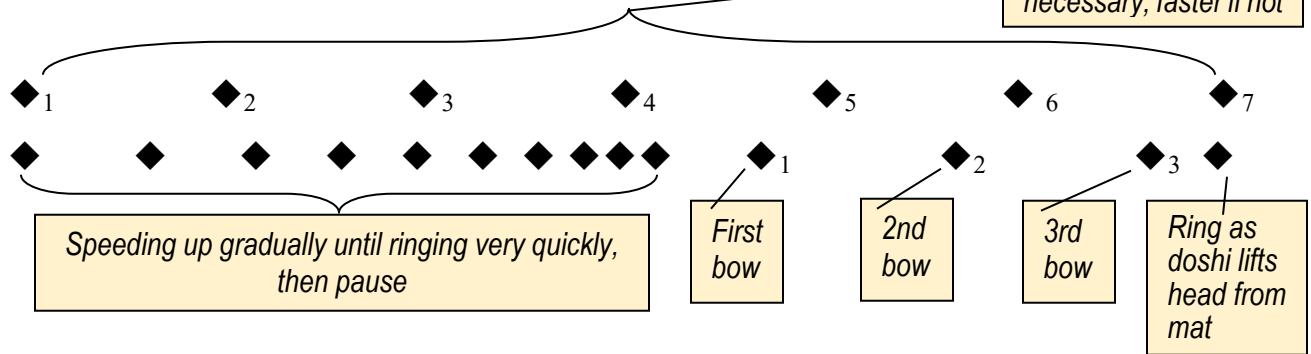 necessary, faster if not
1 2 3 4 5 6 7
1 2 3
Speeding up gradually until ringing very quickly,
then pause
First
bow
2nd
bow
3rd
bow
Ring as
doshi lifts
head from
mat